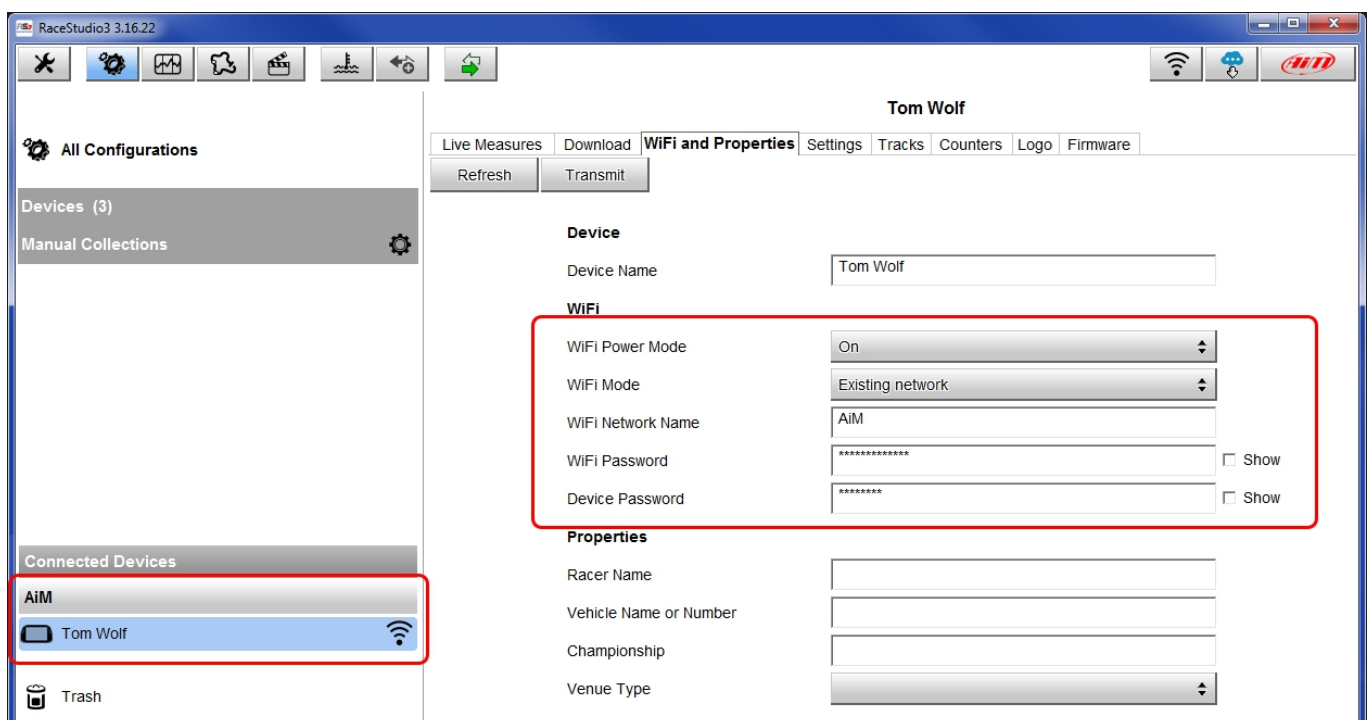 RaceStudio3 3.16.22
AiM
Tom Wolf
All Configurations
Devices (3)
Manual Collections
Connected Devices
AiM
Tom Wolf
Trash
Live Measures Download WiFi and Properties Settings Tracks Counters Logo Firmware
Refresh Transmit
Device
Device Name Tom Wolf
WiFi
WiFi Power Mode On
WiFi Mode Existing network
WiFi Network Name AiM
WiFi Password ************* Show
Device Password ******** Show
Properties
Racer Name
Vehicle Name or Number
Championship
Venue Type